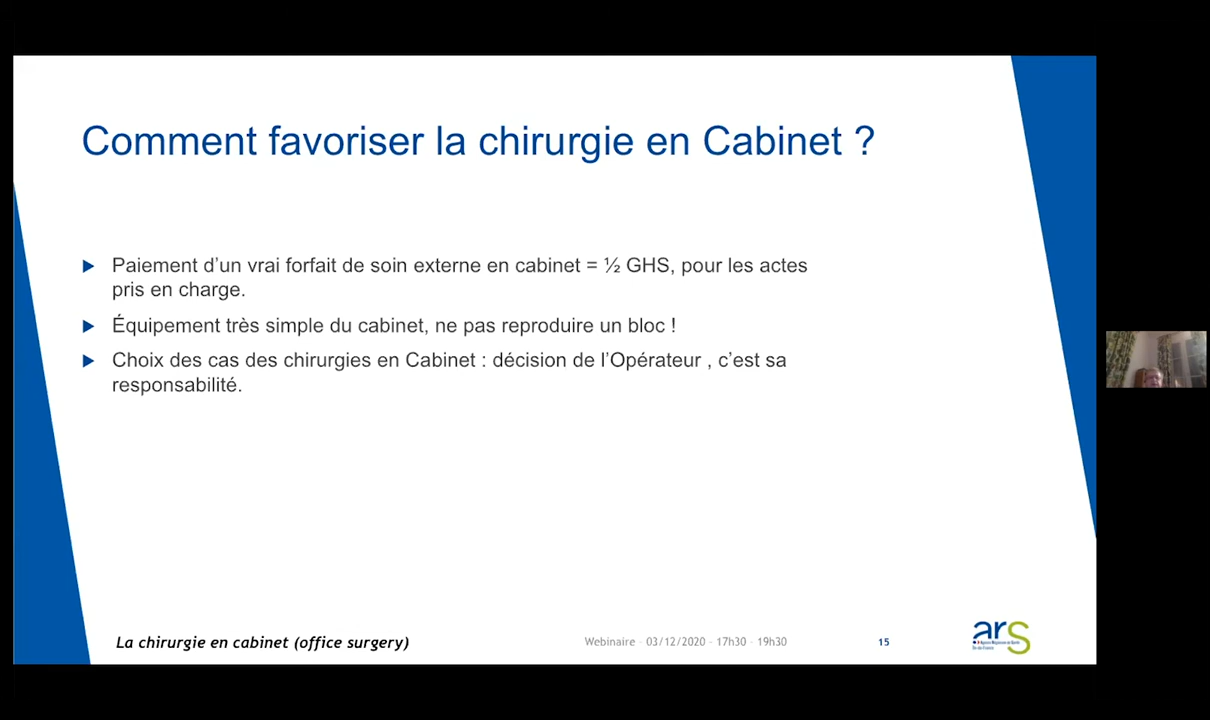 Comment favoriser la chirurgie en Cabinet ?
Paiement d’un vrai forfait de soin externe en cabinet = ½ GHS, pour les actes
pris en charge.
Équipement très simple du cabinet, ne pas reproduire un bloc !
Choix des cas des chirurgies en Cabinet : décision de l’Opérateur , c’est sa
responsabilité.
La chirurgie en cabinet (office surgery)
Webinaire - 03/12/2020 - 17h30 - 19h30
15
ars